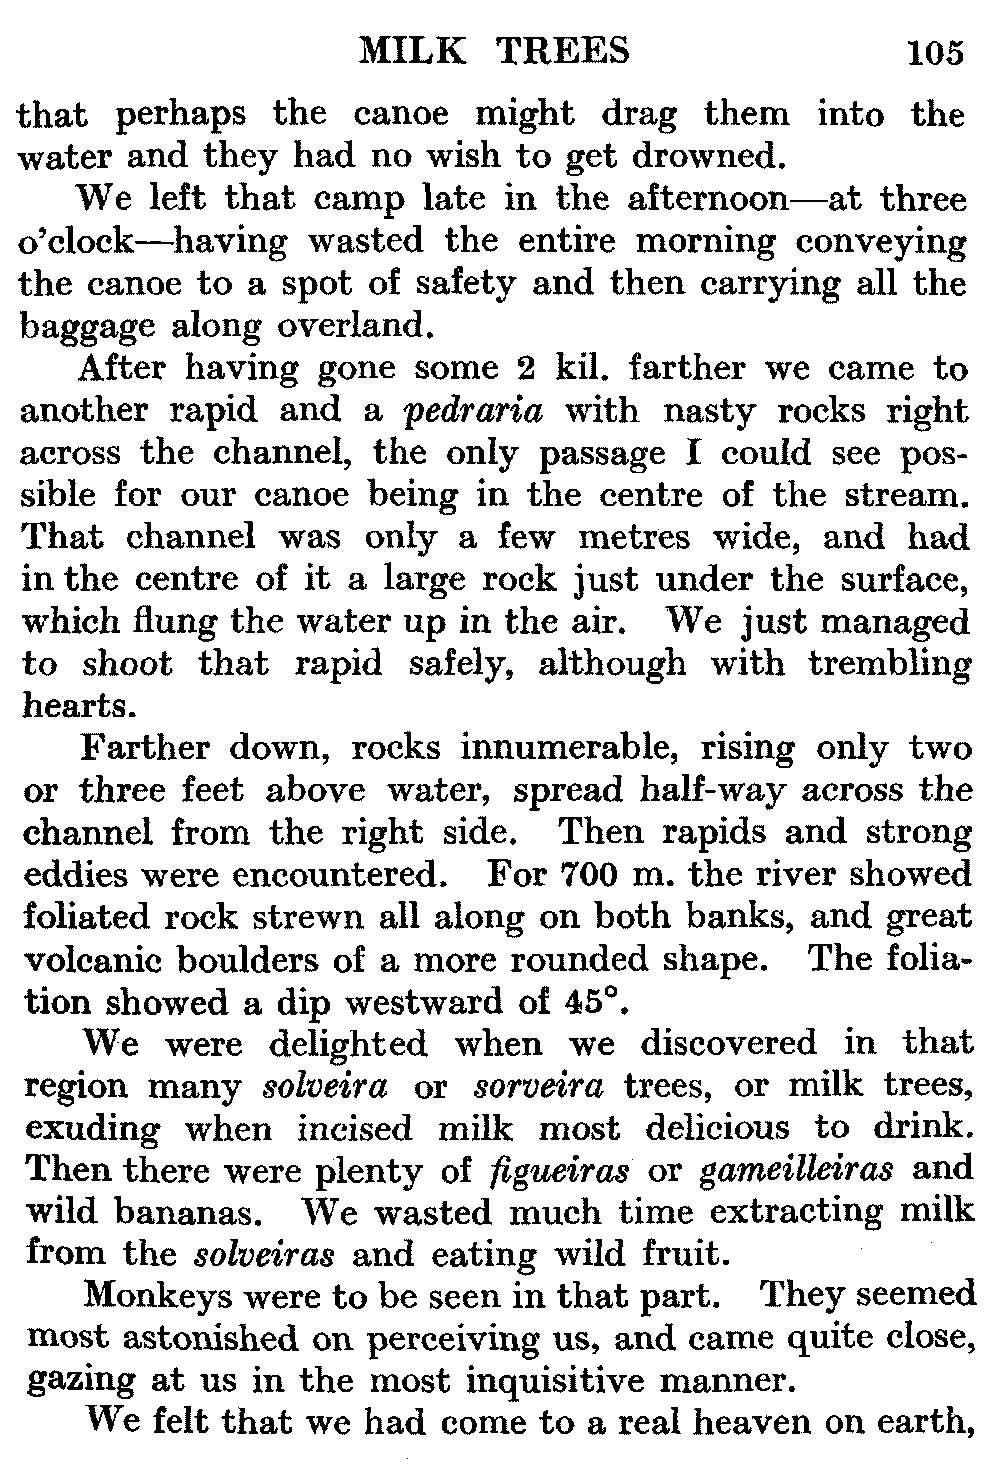 MILK TREES 105
that perhaps the canoe might drag them into the
water and they had no wish to get drowned.
We left that camp late in the afternoon—at three
o'clock—having wasted the entire morning conveying
the canoe to a spot of safety and then carrying all the
baggage along overland.
After having gone some 2 kil. farther we came to
another rapid and a pedraria with nasty rocks right
across the channel, the only passage I could see pos-
sible for our canoe being in the centre of the stream.
That channel was only a few metres wide, and had
in the centre of it a large rock just under the surface,
which flung the water up in the air. We just managed
to shoot that rapid safely, although with trembling
hearts.
Farther down, rocks innumerable, rising only two
or three feet above water, spread half-way across the
channel from the right side. Then rapids and strong
eddies were encountered. For 700 m. the river showed
foliated rock strewn all along on both banks, and great
volcanic boulders of a more rounded shape. The folia-
tion showed a dip westward of 45°.
We were delighted when we discovered in that
region many solveira or sorveira trees, or milk trees,
exuding when incised milk most delicious to drink.
Then there were plenty of figueiras or gameilleiras and
wild bananas. We wasted much time extracting milk
from the solveiras and eating wild fruit.
Monkeys were to be seen in that part. They seemed
most astonished on perceiving us, and came quite close,
gazing at us in the most inquisitive manner.
We felt that we had come to a real heaven on earth,